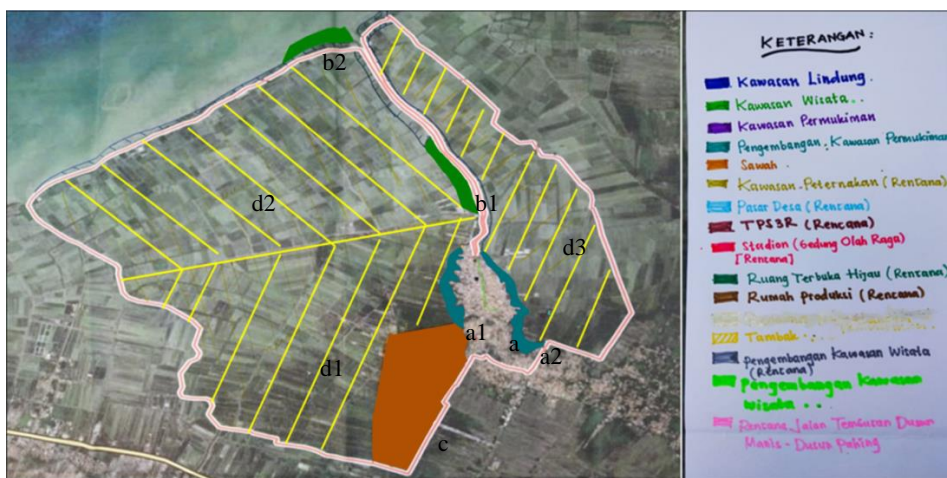 b2
b1
d2
d3
a1
a
a2
d1
c
KETERANGAN :
Kawasan Lindung.
Kawasan Wisata..
Kawasan Permukiman
Pengembangan Kawasan Permukiman
Sawah.
Kawasan Peternakan (Rencana)
Pasar Desa (Rencana)
TPS3R (Rencana)
Stadion (Gedung Olah Raga)
[Rencana]
Ruang Terbuka Hijau (Rencana)
Rumah Produksi (Rencana)
Tambak
Pengembangan Kawasan Wisata
(Rencana)
Pengembangan Kawasan
Wisata..
Rencana Jalan Temburan Dusun
Manis - Dusun Pahing